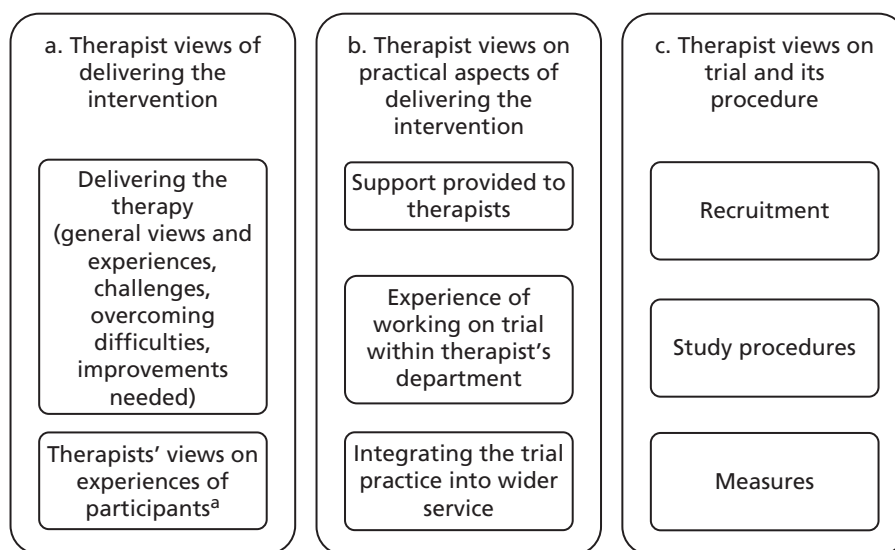 a. Therapist views of
delivering the
intervention
Delivering the
therapy
(general views and
experiences,
challenges,
overcoming
difficulties,
improvements
needed)
Therapists’ views on
experiences of
participantsᵃ
b. Therapist views on
practical aspects of
delivering the
intervention
Support provided to
therapists
Experience of
working on trial
within therapist’s
department
Integrating the trial
practice into wider
service
c. Therapist views on
trial and its
procedure
Recruitment
Study procedures
Measures